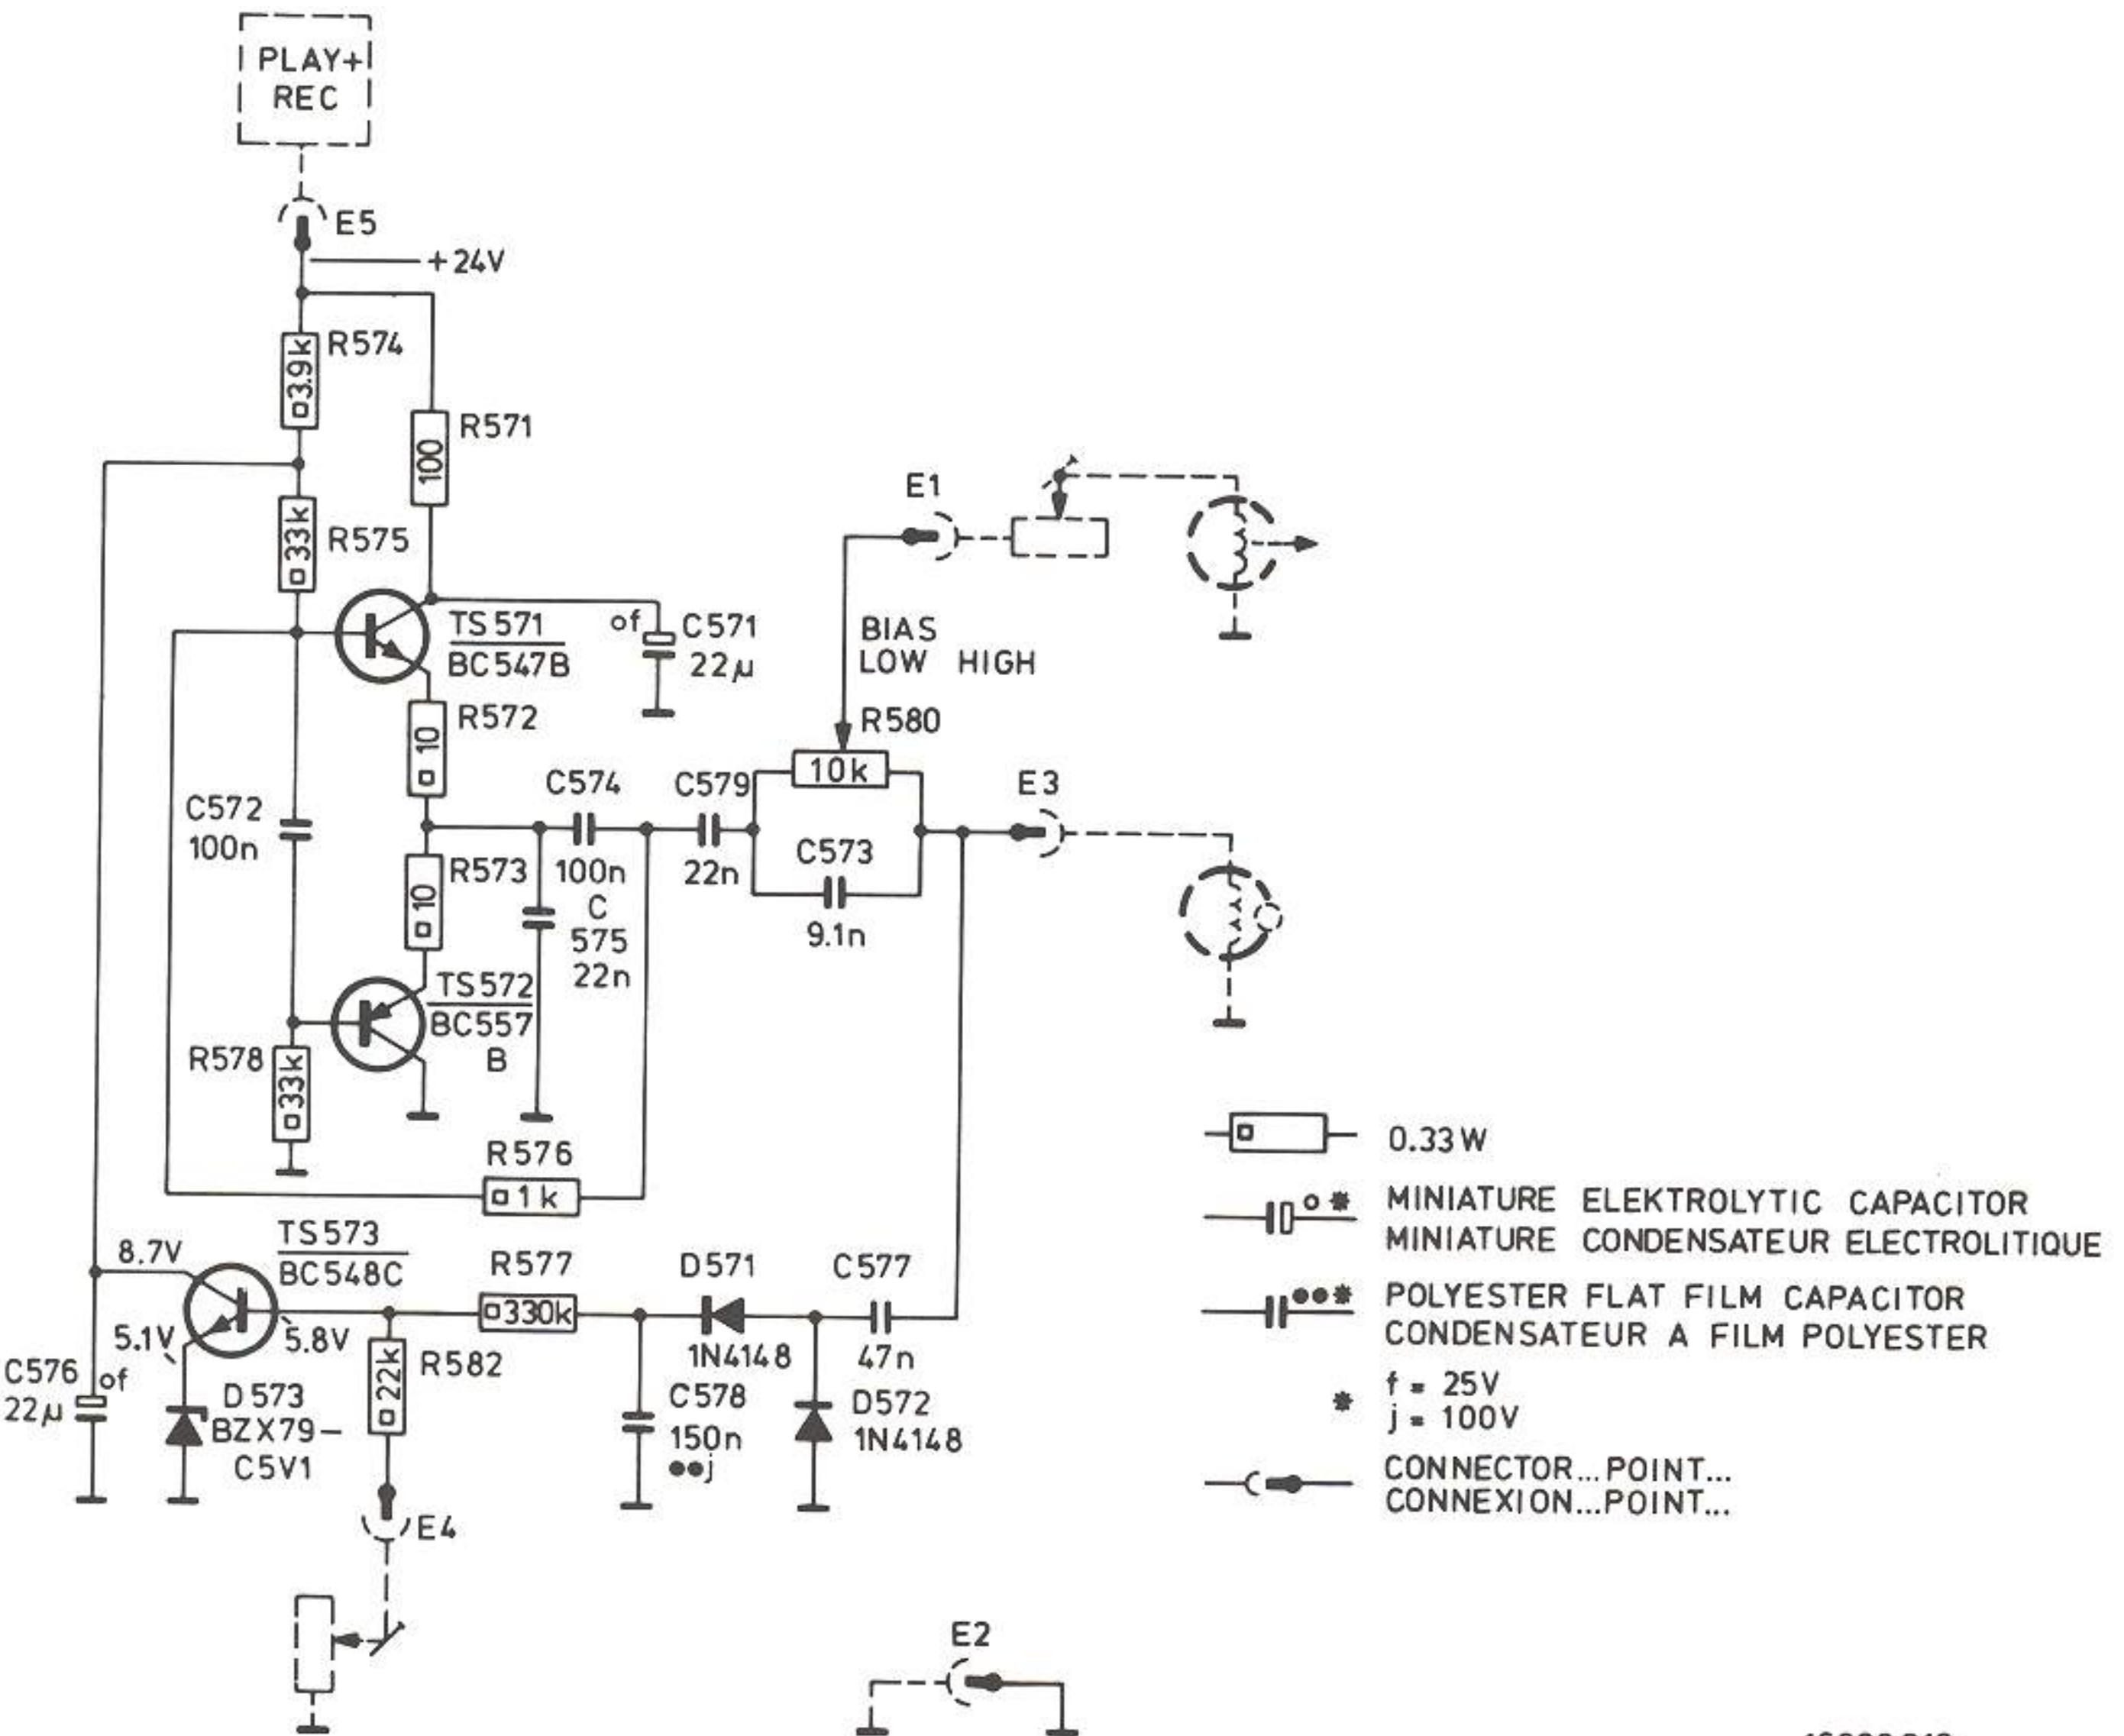 PLAY+
REC
E5
+24V
R574
3.9k
R571
100
R575
33k
E1
TS571
BC547B
of
C571
22µ
BIAS
LOW HIGH
R572
10
R580
10k
C574
C579
E3
C572
100n
R573
10
100n
22n
C573
9.1n
C
575
22n
TS572
BC557
B
R578
33k
R576
1k
0.33W
MINIATURE ELEKTROLYTIC CAPACITOR
MINIATURE CONDENSATEUR ELECTROLITIQUE
POLYESTER FLAT FILM CAPACITOR
CONDENSATEUR A FILM POLYESTER
* f = 25V
j = 100V
CONNECTOR...POINT...
CONNEXION...POINT...
8.7V
TS573
BC548C
R577
330k
D571
1N4148
C577
47n
5.1V
5.8V
C576
22µ
of
D573
BZX79-
C5V1
22k
R582
C578
150n
●●j
D572
1N4148
E4
E2